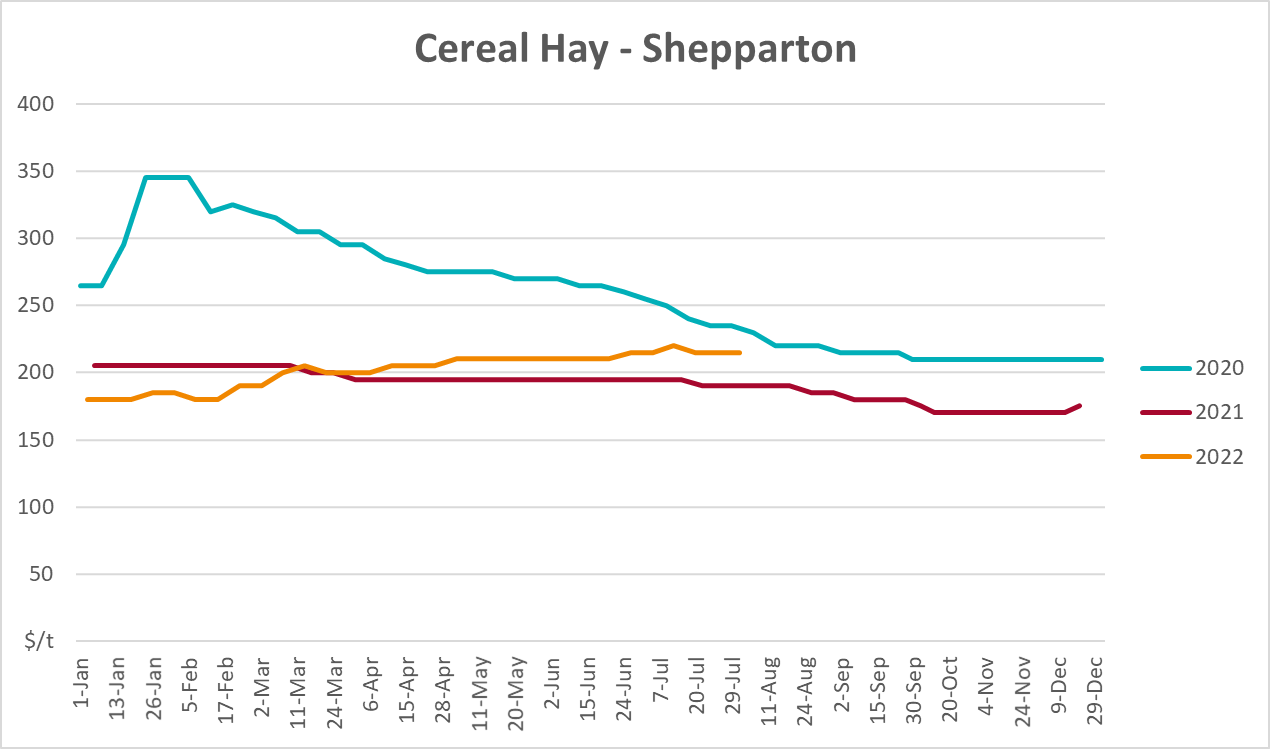 Cereal Hay - Shepparton
400
350
300
250
200
150
100
50
$/t
1-Jan
13-Jan
26-Jan
5-Feb
17-Feb
2-Mar
11-Mar
24-Mar
6-Apr
15-Apr
28-Apr
11-May
20-May
2-Jun
15-Jun
24-Jun
7-Jul
20-Jul
29-Jul
11-Aug
24-Aug
2-Sep
15-Sep
30-Sep
20-Oct
4-Nov
24-Nov
9-Dec
29-Dec
2020
2021
2022